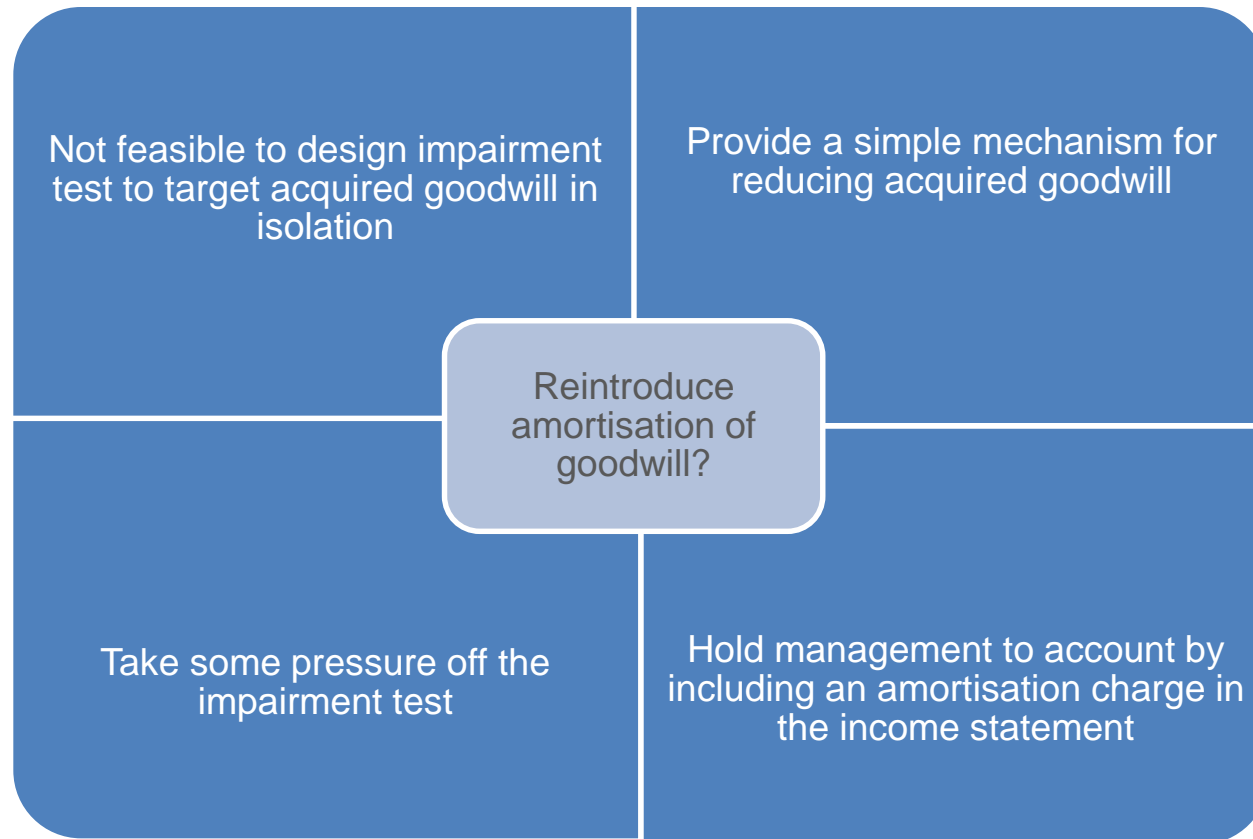 Not feasible to design impairment
test to target acquired goodwill in
isolation
Provide a simple mechanism for
reducing acquired goodwill
Reintroduce
amortisation of
goodwill?
Take some pressure off the
impairment test
Hold management to account by
including an amortisation charge in
the income statement